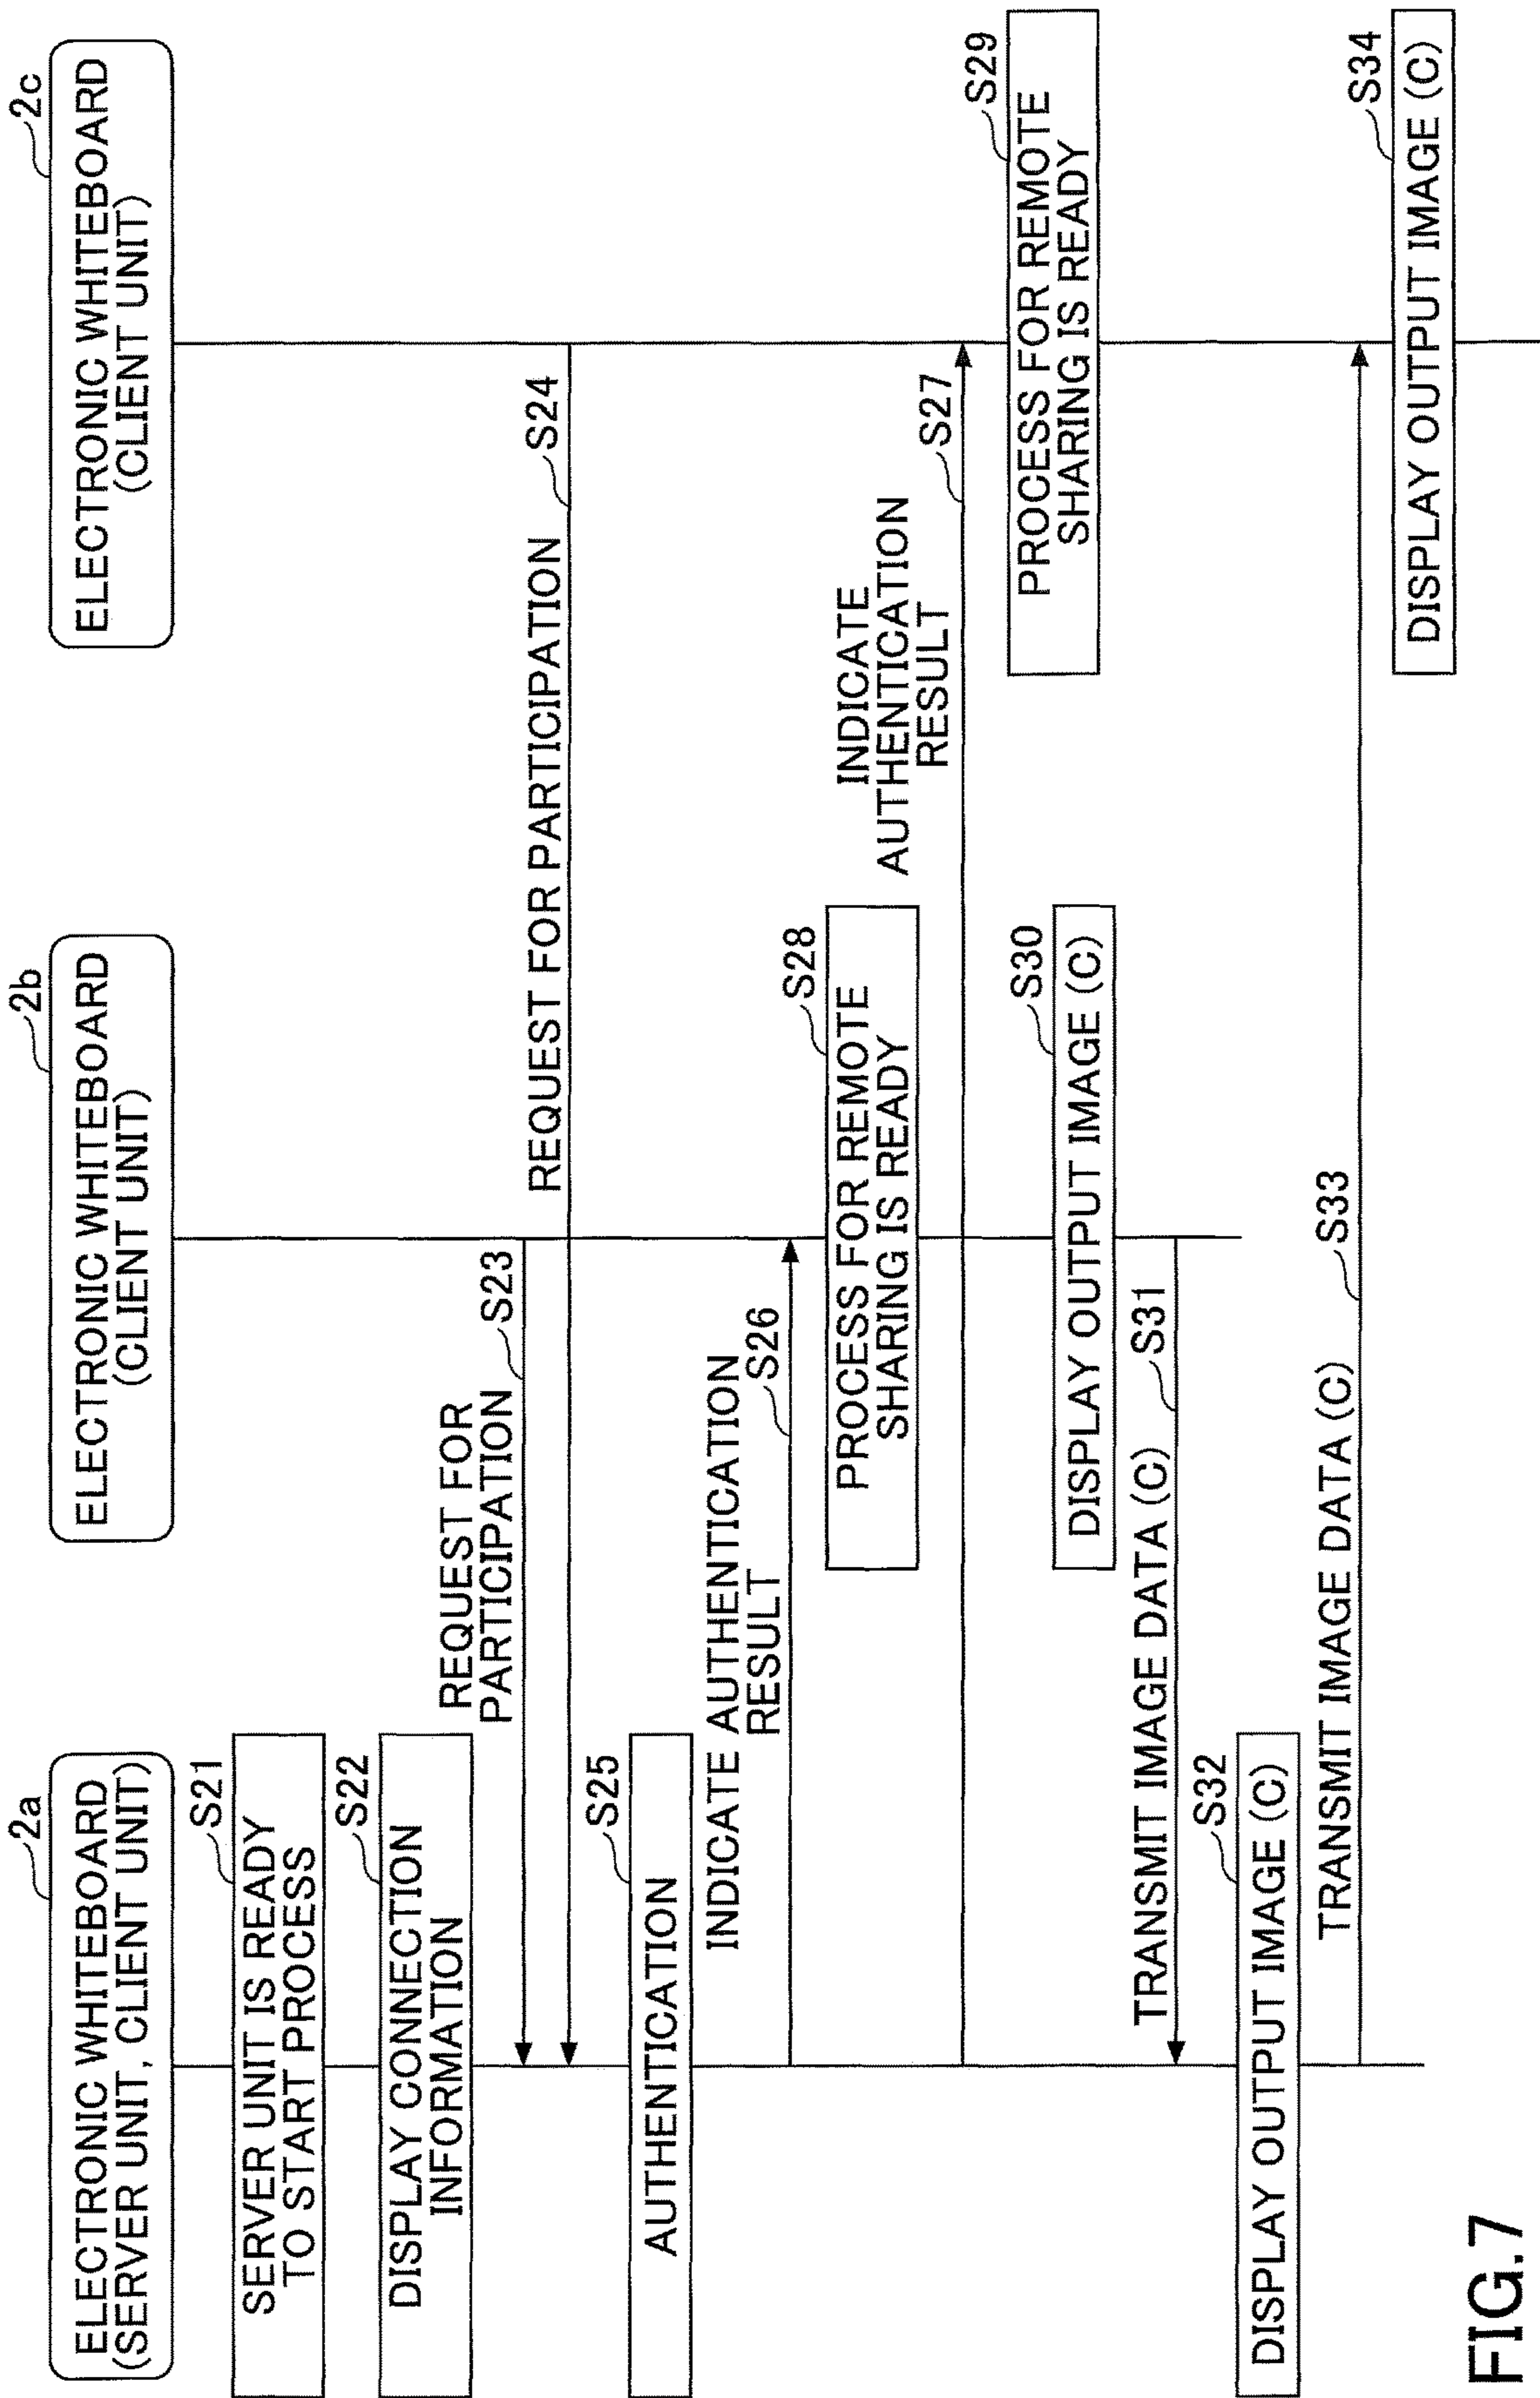 2a
ELECTRONIC WHITEBOARD
(SERVER UNIT, CLIENT UNIT)
2b
ELECTRONIC WHITEBOARD
(CLIENT UNIT)
2c
ELECTRONIC WHITEBOARD
(CLIENT UNIT)
S21
SERVER UNIT IS READY
TO START PROCESS
S22
DISPLAY CONNECTION
INFORMATION
REQUEST FOR
PARTICIPATION
S23
REQUEST FOR PARTICIPATION
S24
S25
AUTHENTICATION
INDICATE AUTHENTICATION
RESULT
S26
S28
PROCESS FOR REMOTE
SHARING IS READY
INDICATE
AUTHENTICATION
RESULT
S27
S29
PROCESS FOR REMOTE
SHARING IS READY
S30
DISPLAY OUTPUT IMAGE (C)
TRANSMIT IMAGE DATA (C)
S31
S32
DISPLAY OUTPUT IMAGE (C)
TRANSMIT IMAGE DATA (C)
S33
S34
DISPLAY OUTPUT IMAGE (C)
FIG.7